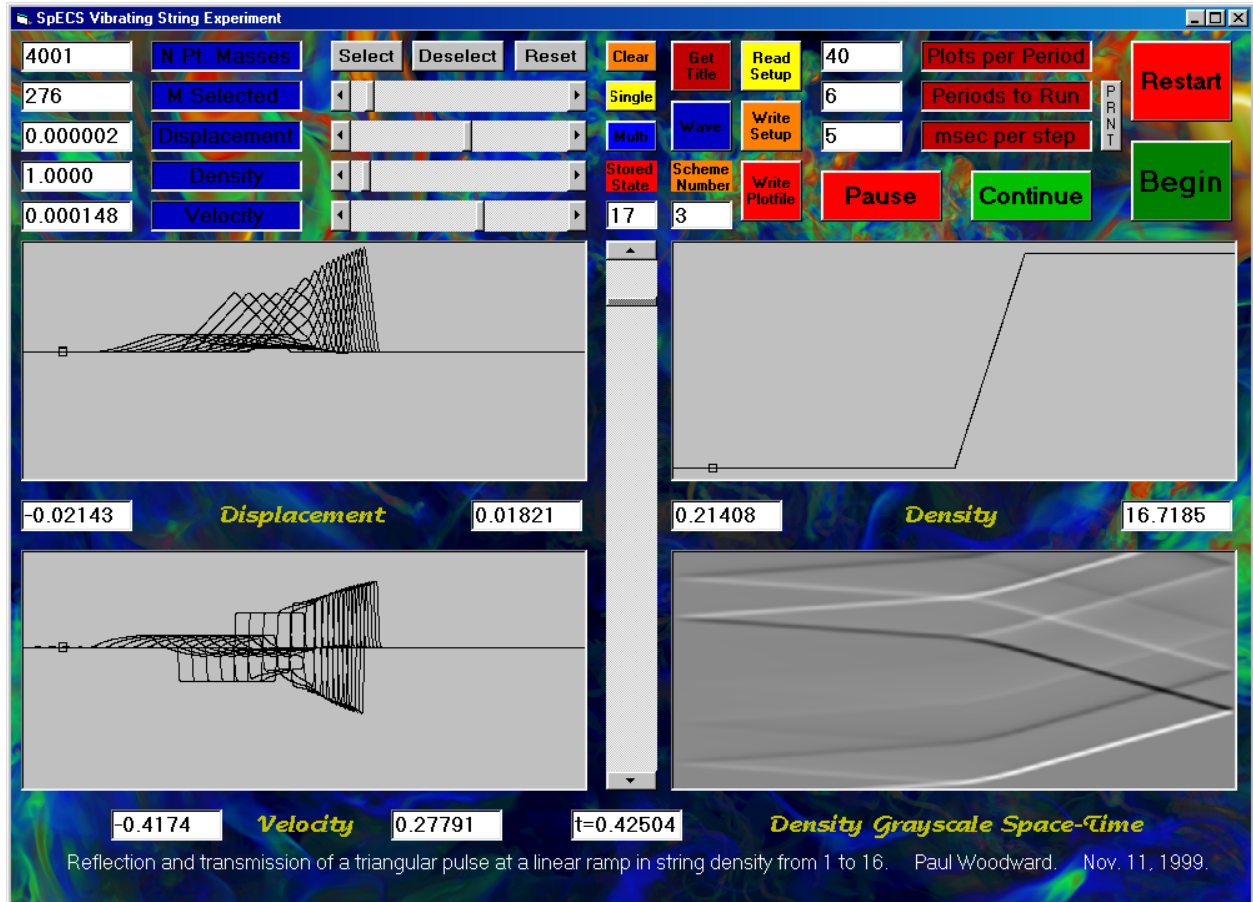 SpECS Vibrating String Experiment
4001 N Pt. Masses Select Deselect Reset Clear Get Title Read Setup 40 Plots per Period Restart
276 M Selected Single 6 Periods to Run PRNT
0.000002 Displacement Multi Wave Write Setup 5 msec per step
1.0000 Density Stored State Scheme Number Write Plotfile Pause Continue Begin
0.000148 Velocity 17 3
-0.02143 Displacement 0.01821 0.21408 Density 16.7185
-0.4174 Velocity 0.27791 t=0.42504 Density Grayscale Space-Time
Reflection and transmission of a triangular pulse at a linear ramp in string density from 1 to 16. Paul Woodward. Nov. 11, 1999.